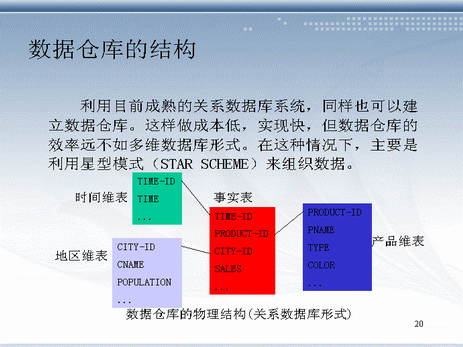 数据仓库的结构
利用目前成熟的关系数据库系统，同样也可以建
立数据仓库。这样做成本低，实现快，但数据仓库的
效率远不如多维数据库形式。在这种情况下，主要是
利用星型模式（STAR SCHEME）来组织数据。
时间维表
TIME-ID
TIME
...
事实表
TIME-ID
PRODUCT-ID
CITY-ID
SALES
...
PRODUCT-ID
PNAME
TYPE
COLOR
...
产品维表
地区维表
CITY-ID
CNAME
POPULATION
...
数据仓库的物理结构(关系数据库形式)
20